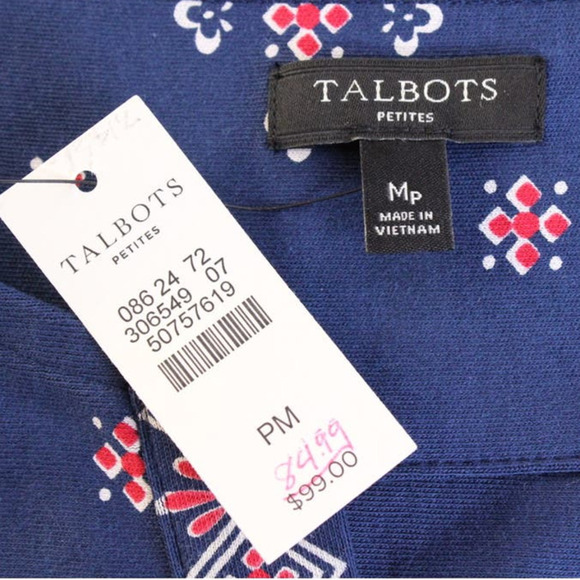 TALBOTS
PETITES
MP
MADE IN
VIETNAM
TALBOTS
PETITES
086 24 72
306549 07
50757619
PM
84.99
$99.00